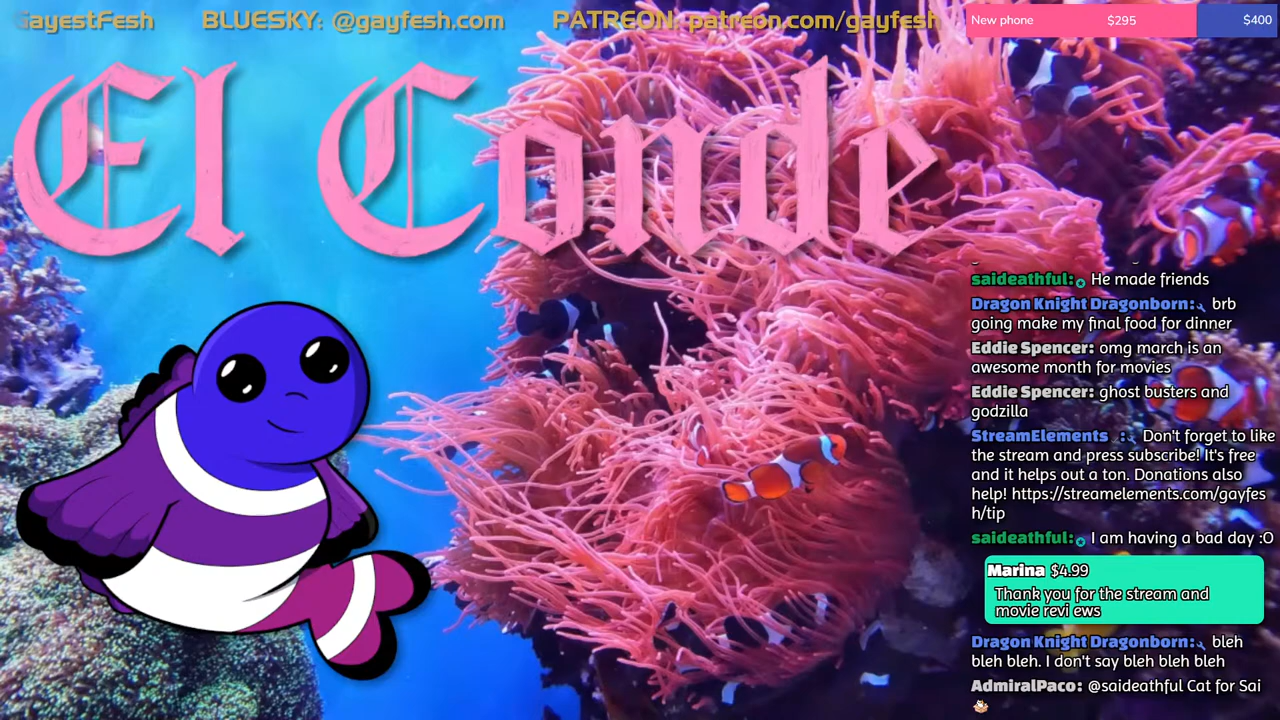 GayestFesh BLUESKY: @gayfesh.com PATREON: patreon.com/gayfesh
New phone $295 $400
El Conde
saideathful: He made friends
Dragon Knight Dragonborn: brb
going make my final food for dinner
Eddie Spencer: omg march is an
awesome month for movies
Eddie Spencer: ghost busters and
godzilla
StreamElements : Don't forget to like
the stream and press subscribe! It's free
and it helps out a ton. Donations also
help! https://streamelements.com/gayfes
h/tip
saideathful: I am having a bad day :O
Marina $4.99
Thank you for the stream and
movie revi ews
Dragon Knight Dragonborn: bleh
bleh bleh. I don't say bleh bleh bleh
AdmiralPaco: @saideathful Cat for Sai